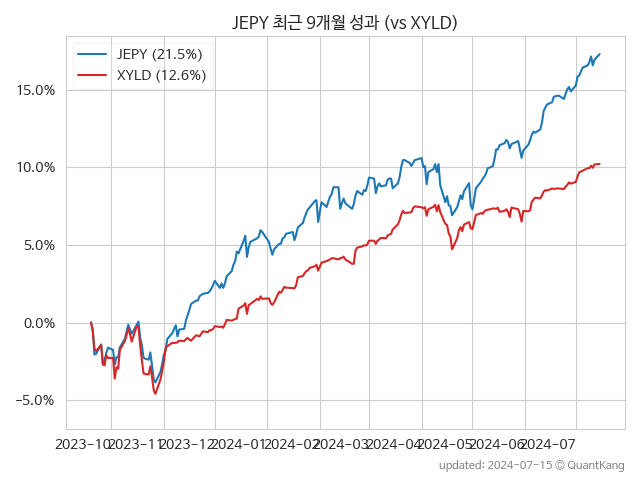 JEPY 최근 9개월 성과 (vs XYLD)
JEPY (21.5%)
XYLD (12.6%)
15.0%
10.0%
5.0%
0.0%
−5.0%
2023-10 2023-11 2023-12 2024-01 2024-02 2024-03 2024-04 2024-05 2024-06 2024-07
updated: 2024-07-15 © QuantKang